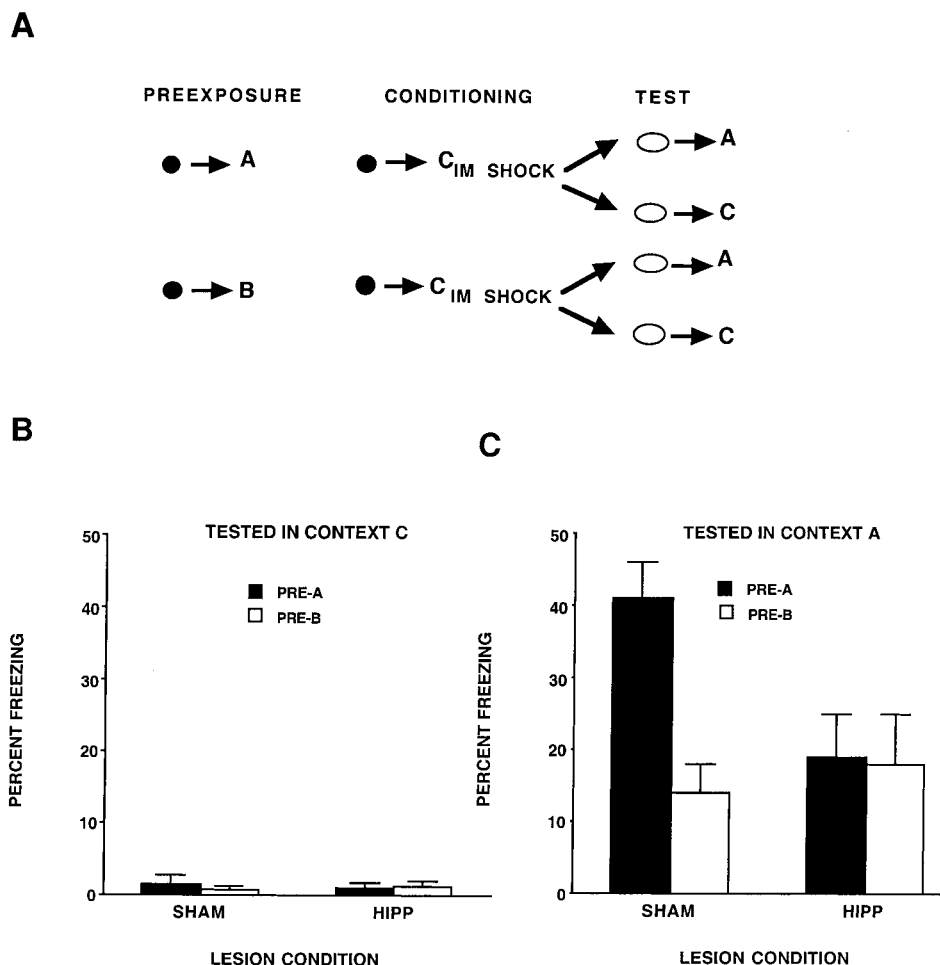 A
PREEXPOSURE CONDITIONING TEST
A
C IM SHOCK
A
C
B
C IM SHOCK
A
C
B
TESTED IN CONTEXT C
PRE-A
PRE-B
PERCENT FREEZING
50
40
30
20
10
0
SHAM HIPP
LESION CONDITION
C
TESTED IN CONTEXT A
PRE-A
PRE-B
PERCENT FREEZING
50
40
30
20
10
0
SHAM HIPP
LESION CONDITION